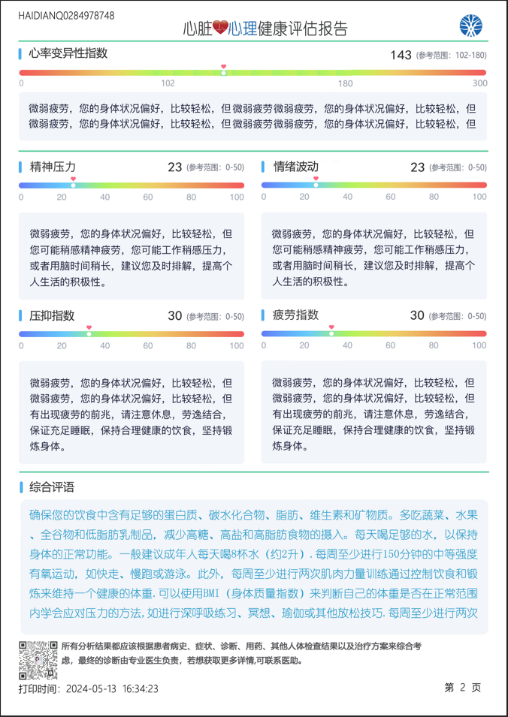 HAIDIANQ0284978748
心脏心理健康评估报告
心率变异性指数
143 (参考范围：102-180)
0 102 180 300
微弱疲劳，您的身体状况偏好，比较轻松，但微弱疲劳微弱疲劳，您的身体状况偏好，比较轻松，但
微弱疲劳，您的身体状况偏好，比较轻松，但微弱疲劳微弱疲劳，您的身体状况偏好，比较轻松，但
精神压力 23 (参考范围：0-50)
0 20 40 60 80 100
微弱疲劳，您的身体状况偏好，比较轻松，但
您可能稍感精神疲劳，您可能工作稍感压力，
或者用脑时间稍长，建议您及时排解，提高个
人生活的积极性。
情绪波动 23 (参考范围：0-50)
0 20 40 60 80 100
微弱疲劳，您的身体状况偏好，比较轻松，但
您可能稍感精神疲劳，您可能工作稍感压力，
或者用脑时间稍长，建议您及时排解，提高个
人生活的积极性。
压抑指数 30 (参考范围：0-50)
0 20 40 60 80 100
微弱疲劳，您的身体状况偏好，比较轻松，但
微弱疲劳，您的身体状况偏好，比较轻松，但
有出现疲劳的前兆，请注意休息，劳逸结合，
保证充足睡眠，保持合理健康的饮食，坚持锻
炼身体。
疲劳指数 30 (参考范围：0-50)
0 20 40 60 80 100
微弱疲劳，您的身体状况偏好，比较轻松，但
微弱疲劳，您的身体状况偏好，比较轻松，但
有出现疲劳的前兆，请注意休息，劳逸结合，
保证充足睡眠，保持合理健康的饮食，坚持锻
炼身体。
综合评语
确保您的饮食中含有足够的蛋白质、碳水化合物、脂肪、维生素和矿物质。多吃蔬菜、水果
、全谷物和低脂肪乳制品，减少高糖、高盐和高脂肪食物的摄入。每天喝足够的水，以保持
身体的正常功能。一般建议成年人每天喝8杯水（约2升）.每周至少进行150分钟的中等强度
有氧运动，如快走、慢跑或游泳。此外，每周至少进行两次肌肉力量训练通过控制饮食和锻
炼来维持一个健康的体重.可以使用BMI（身体质量指数）来判断自己的体重是否在正常范围
内学会应对压力的方法,如进行深呼吸练习、冥想、瑜伽或其他放松技巧.每周至少进行两次
所有分析结果都应该根据患者病史、症状、诊断、用药、其他人体检查结果以及治疗方案来综合考
虑，最终的诊断由专业医生负责，若想获取更多详情,可联系医助。
打印时间：2024-05-13 16:34:23
第 2 页